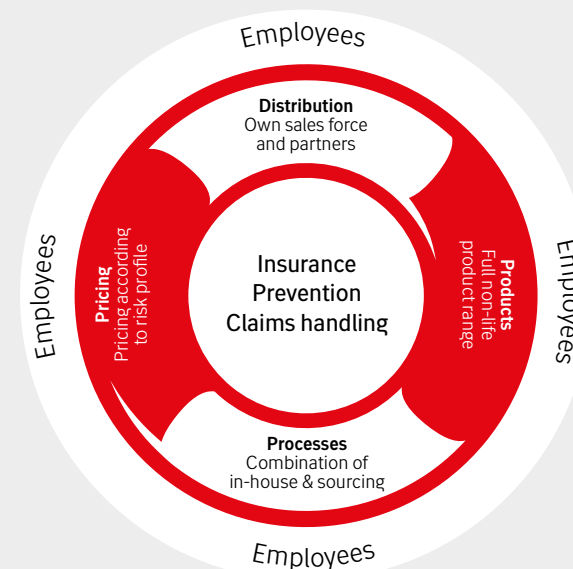 Employees
Distribution
Own sales force
and partners
Employees
Pricing
Pricing according
to risk profile
Insurance
Prevention
Claims handling
Products
Full non-life
product range
Employees
Processes
Combination of
in-house & sourcing
Employees